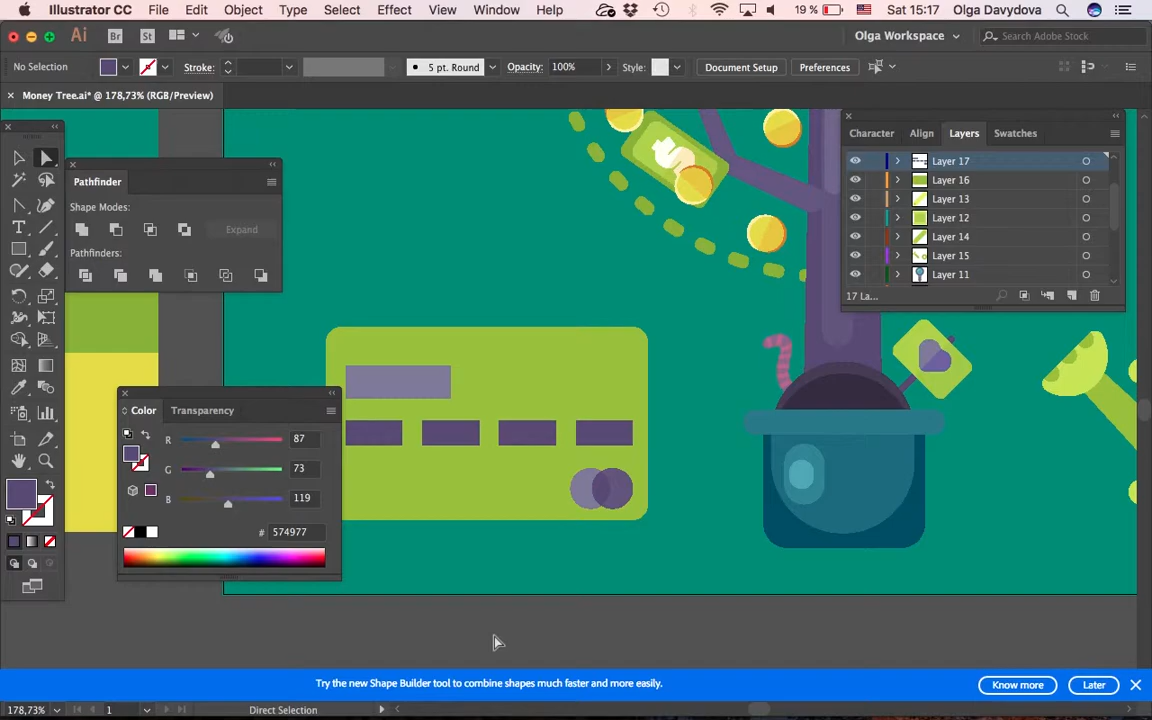 Illustrator CC File Edit Object Type Select Effect View Window Help 19 % Sat 15:17 Olga Davydova
Ai Br St Olga Workspace Search Adobe Stock
No Selection Stroke: 5 pt. Round Opacity: 100% Style: Document Setup Preferences
Money Tree.ai* @ 178,73% (RGB/Preview)
Character Align Layers Swatches
Layer 17
Layer 16
Layer 13
Layer 12
Layer 14
Layer 15
Layer 11
17 La...
Pathfinder
Shape Modes:
Expand
Pathfinders:
Color Transparency
R 87
G 73
B 119
# 574977
Try the new Shape Builder tool to combine shapes much faster and more easily. Know more Later
178,73% 1 Direct Selection